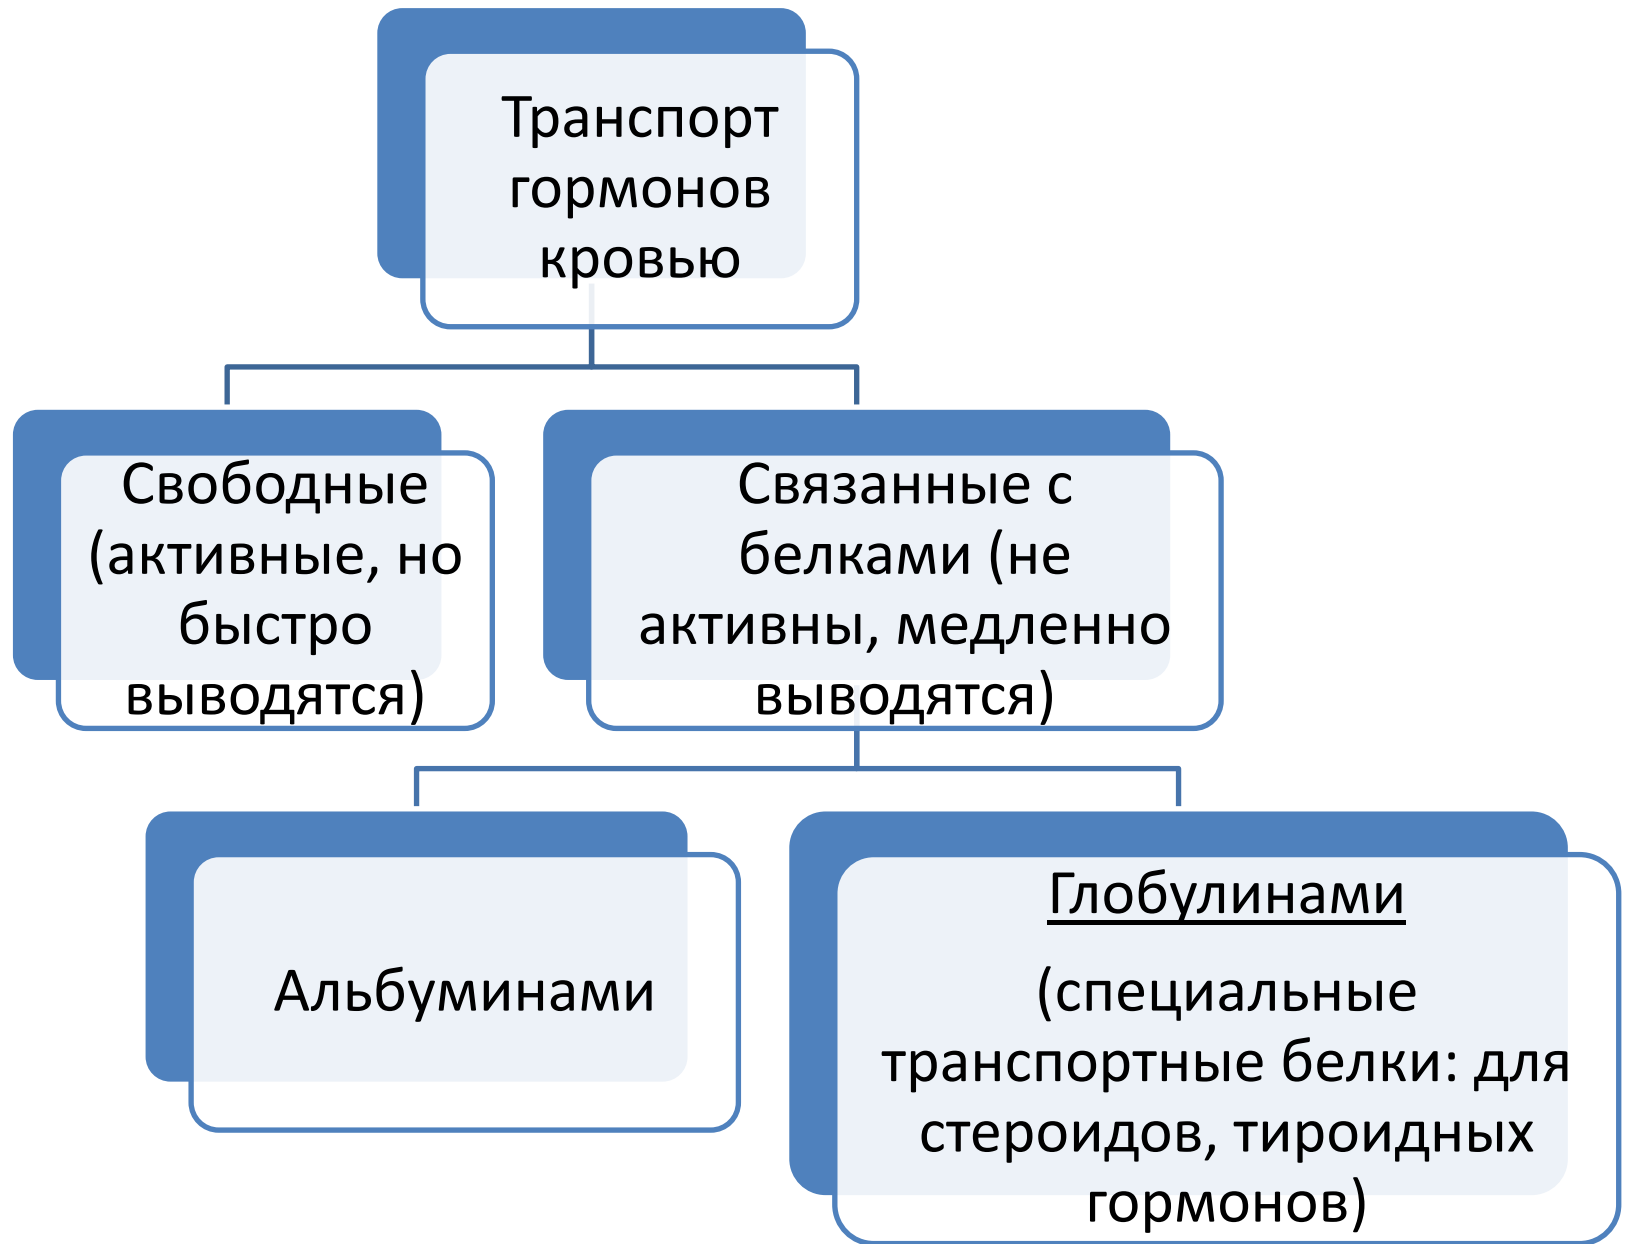 Транспорт
гормонов
кровью
Свободные
(активные, но
быстро
выводятся)
Связанные с
белками (не
активны, медленно
выводятся)
Альбуминами
Глобулинами
(специальные
транспортные белки: для
стероидов, тироидных
гормонов)